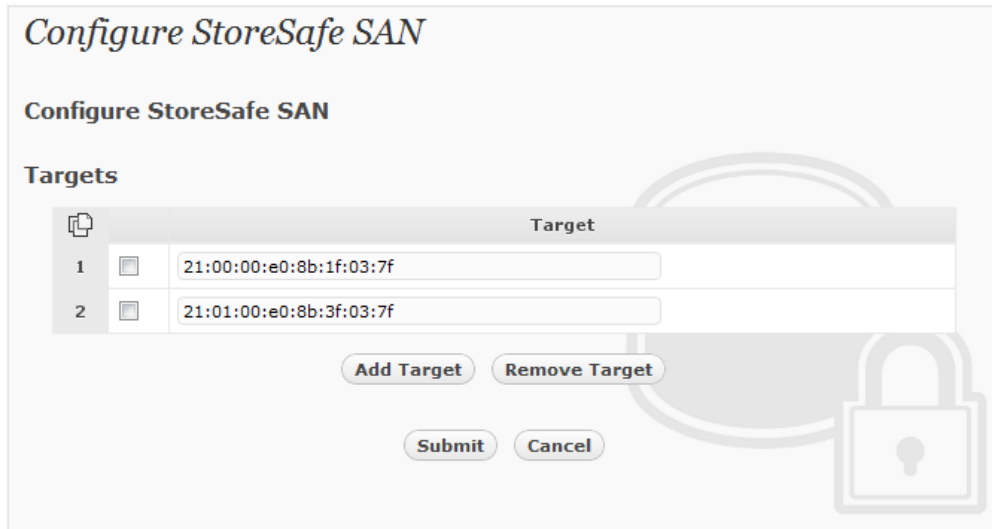 Configure StoreSafe SAN
Configure StoreSafe SAN
Targets
Target
1 21:00:00:e0:8b:1f:03:7f
2 21:01:00:e0:8b:3f:03:7f
Add Target Remove Target
Submit Cancel